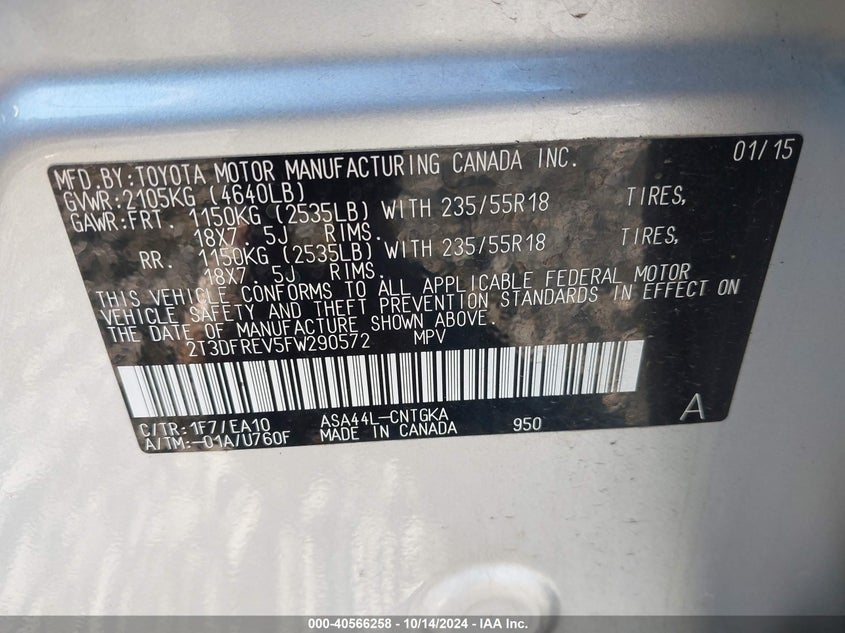 MFD.BY:TOYOTA MOTOR MANUFACTURING CANADA INC. 01/15
GVWR:2105KG (4640LB)
GAWR:FRT. 1150KG (2535LB) WITH 235/55R18 TIRES,
18X7. 5J RIMS.
RR. 1150KG (2535LB) WITH 235/55R18 TIRES,
18X7. 5J RIMS.
THIS VEHICLE CONFORMS TO ALL APPLICABLE FEDERAL MOTOR
VEHICLE SAFETY AND THEFT PREVENTION STANDARDS IN EFFECT ON
THE DATE OF MANUFACTURE SHOWN ABOVE.
2T3DFREV5FW290572 MPV
C/TR:1F7/EA10 ASA44L-CNTGKA A
A/TM:-01A/U760F MADE IN CANADA 950
000-40566258 - 10/14/2024 - IAA Inc.